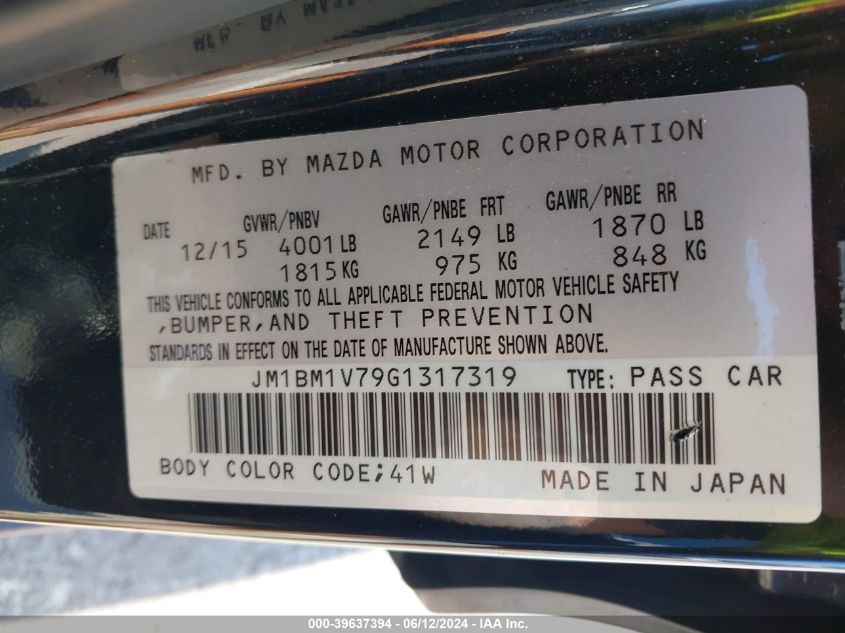 MFD. BY MAZDA MOTOR CORPORATION
DATE GVWR/PNBV GAWR/PNBE FRT GAWR/PNBE RR
12/15 4001 LB 2149 LB 1870 LB
1815 KG 975 KG 848 KG
THIS VEHICLE CONFORMS TO ALL APPLICABLE FEDERAL MOTOR VEHICLE SAFETY
,BUMPER,AND THEFT PREVENTION
STANDARDS IN EFFECT ON THE DATE OF MANUFACTURE SHOWN ABOVE.
JM1BM1V79G1317319 TYPE: PASS CAR
BODY COLOR CODE;41W MADE IN JAPAN
000-39637394 - 06/12/2024 - IAA Inc.